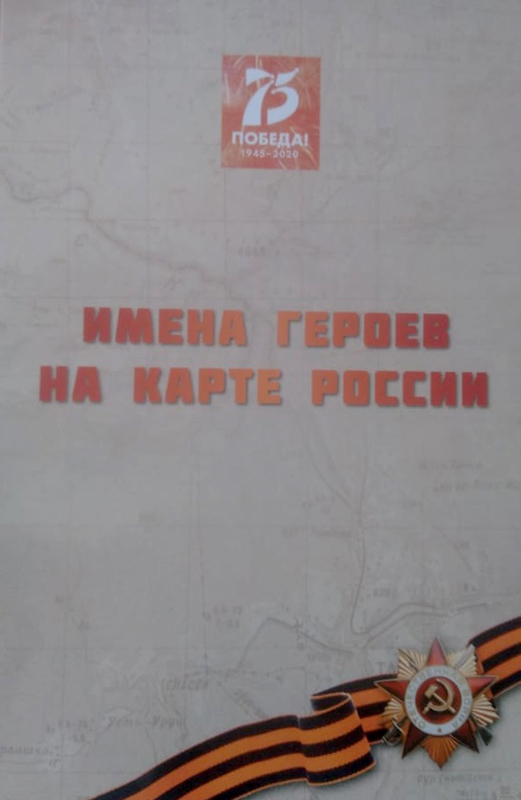 75
ПОБЕДА!
1945–2020
ИМЕНА ГЕРОЕВ
НА КАРТЕ РОССИИ